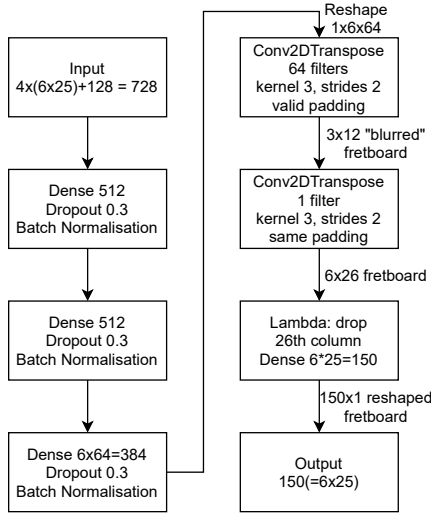 Input
4x(6x25)+128 = 728
Dense 512
Dropout 0.3
Batch Normalisation
Dense 512
Dropout 0.3
Batch Normalisation
Dense 6x64=384
Dropout 0.3
Batch Normalisation
Reshape
1x6x64
Conv2DTranspose
64 filters
kernel 3, strides 2
valid padding
3x12 "blurred"
fretboard
Conv2DTranspose
1 filter
kernel 3, strides 2
same padding
6x26 fretboard
Lambda: drop
26th column
Dense 6*25=150
150x1 reshaped
fretboard
Output
150(=6x25)